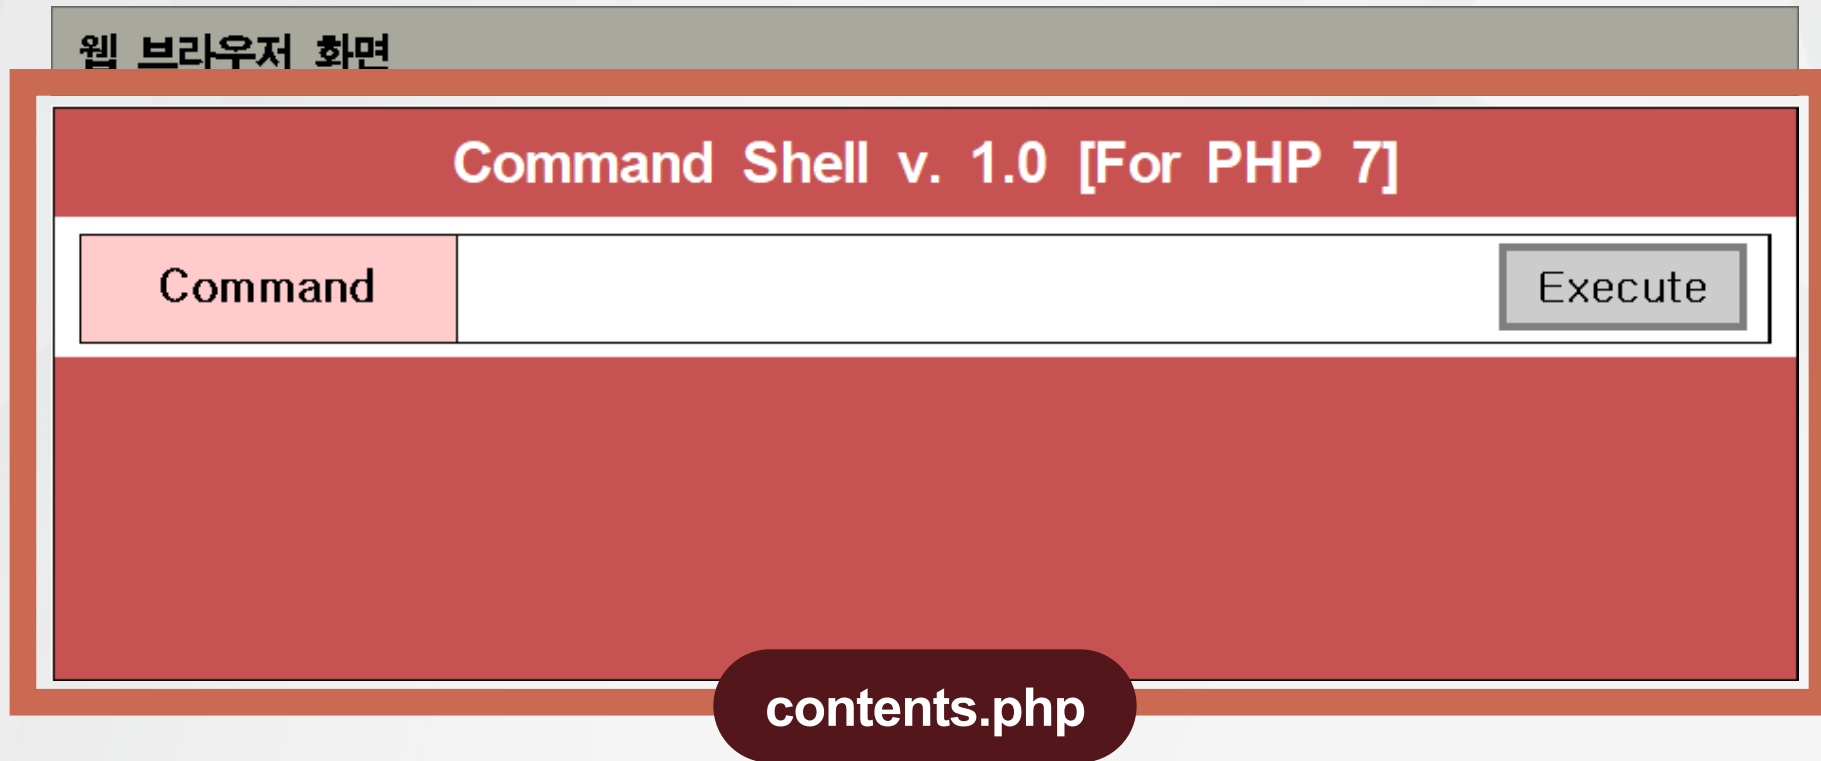 웹 브라우저 화면
Command Shell v. 1.0 [For PHP 7]
Command
Execute
contents.php